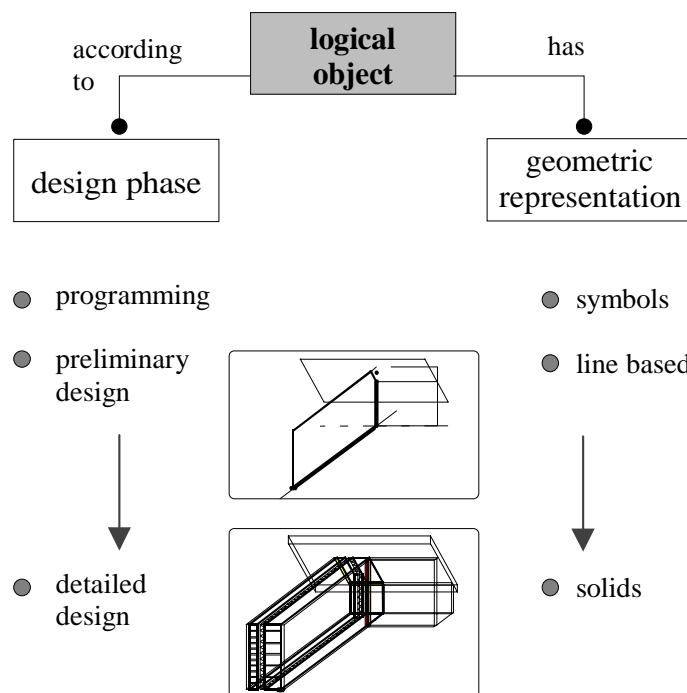 according
to
logical
object
has
design phase
geometric
representation
programming
symbols
preliminary
design
line based
detailed
design
solids